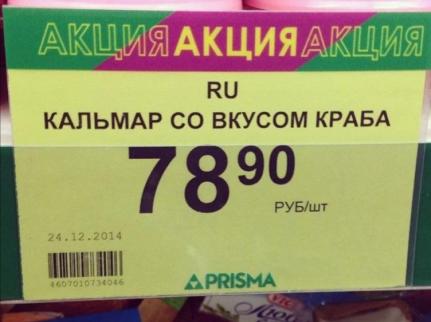 АКЦИЯ АКЦИЯ АКЦИЯ
RU
КАЛЬМАР СО ВКУСОМ КРАБА
78 90
РУБ/шт
24.12.2014
4607010734046
PRISMA